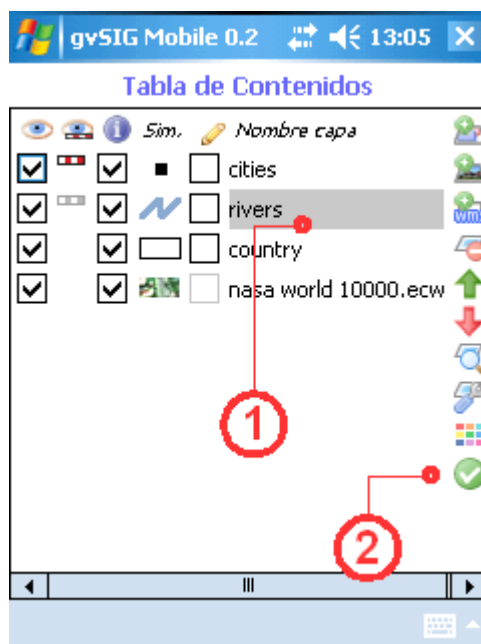 gvSIG Mobile 0.2 13:05
Tabla de Contenidos
Sim. Nombre capa
cities
rivers
country
nasa world 10000.ecw
wms
1
2